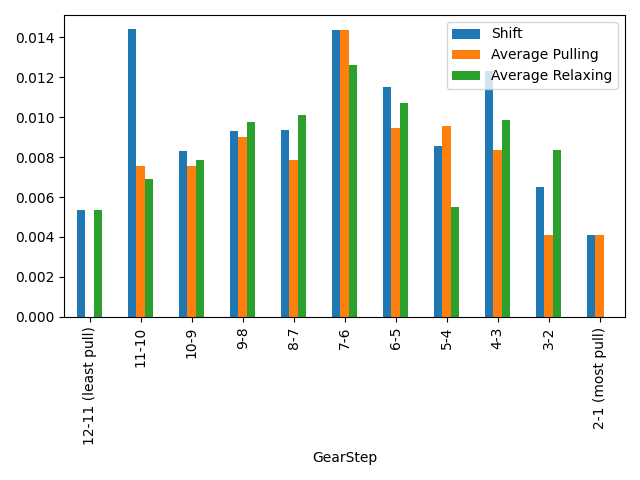 0.014
0.012
0.010
0.008
0.006
0.004
0.002
0.000
Shift
Average Pulling
Average Relaxing
12-11 (least pull)
11-10
10-9
9-8
8-7
7-6
6-5
5-4
4-3
3-2
2-1 (most pull)
GearStep